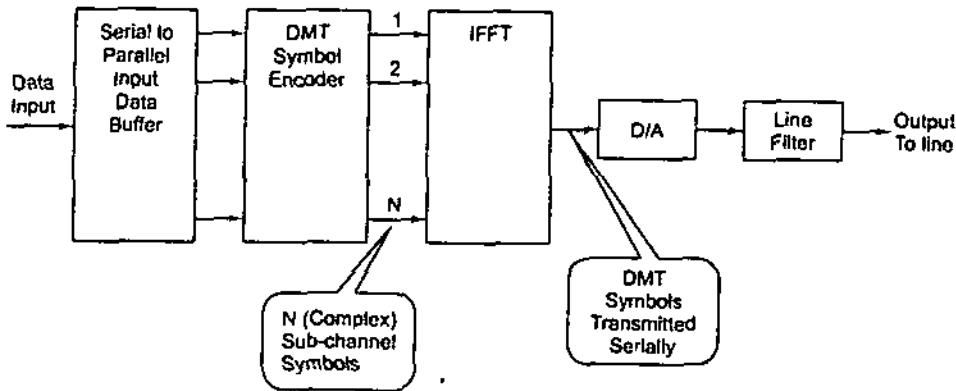 Data
Input
Serial to
Parallel
Input
Data
Buffer
DMT
Symbol
Encoder
1
2
N
IFFT
D/A
Line
Filter
Output
To line
N (Complex)
Sub-channel
Symbols
DMT
Symbols
Transmitted
Serially